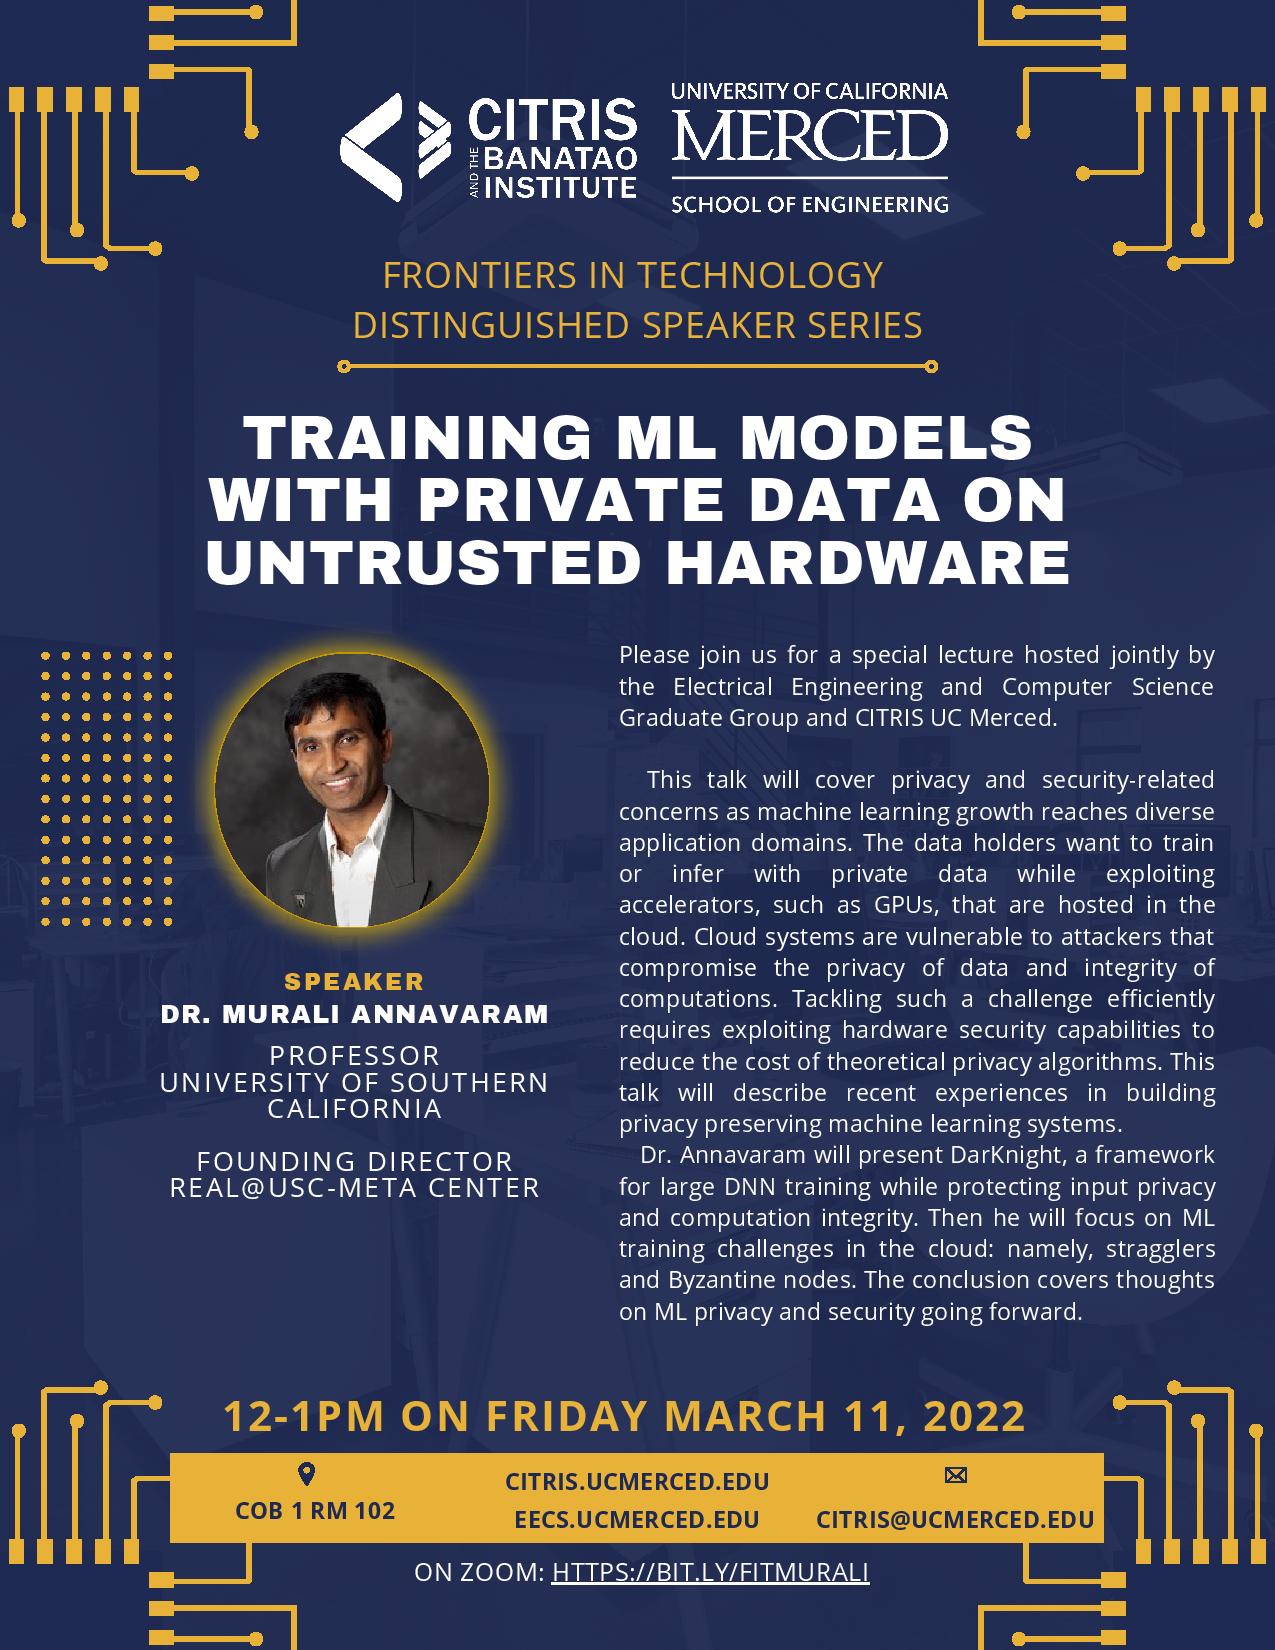 CITRIS
AND THE
BANATAO
INSTITUTE
UNIVERSITY OF CALIFORNIA
MERCED
SCHOOL OF ENGINEERING
FRONTIERS IN TECHNOLOGY
DISTINGUISHED SPEAKER SERIES
TRAINING ML MODELS
WITH PRIVATE DATA ON
UNTRUSTED HARDWARE
SPEAKER
DR. MURALI ANNAVARAM
PROFESSOR
UNIVERSITY OF SOUTHERN
CALIFORNIA
FOUNDING DIRECTOR
REAL@USC-META CENTER
Please join us for a special lecture hosted jointly by
the Electrical Engineering and Computer Science
Graduate Group and CITRIS UC Merced.
This talk will cover privacy and security-related
concerns as machine learning growth reaches diverse
application domains. The data holders want to train
or infer with private data while exploiting
accelerators, such as GPUs, that are hosted in the
cloud. Cloud systems are vulnerable to attackers that
compromise the privacy of data and integrity of
computations. Tackling such a challenge efficiently
requires exploiting hardware security capabilities to
reduce the cost of theoretical privacy algorithms. This
talk will describe recent experiences in building
privacy preserving machine learning systems.
Dr. Annavaram will present DarKnight, a framework
for large DNN training while protecting input privacy
and computation integrity. Then he will focus on ML
training challenges in the cloud: namely, stragglers
and Byzantine nodes. The conclusion covers thoughts
on ML privacy and security going forward.
12-1PM ON FRIDAY MARCH 11, 2022
COB 1 RM 102
CITRIS.UCMERCED.EDU
EECS.UCMERCED.EDU
CITRIS@UCMERCED.EDU
ON ZOOM: HTTPS://BIT.LY/FITMURALI